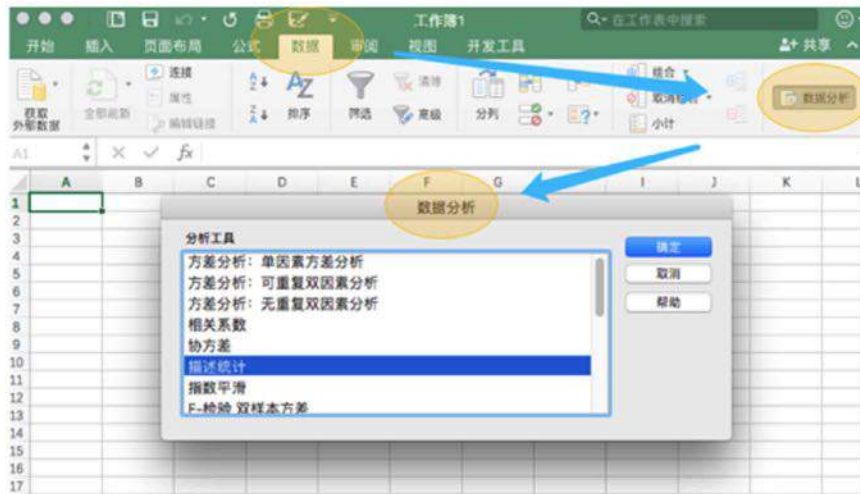 工作簿1
在工作表中搜索
开始 插入 页面布局 公式 数据 审阅 视图 开发工具
共享
获取
外部数据
全部刷新
连接
属性
编辑链接
排序
筛选
清除
高级
分列
组合
小计
数据分析
A1
fx
A B C D E F G I J K L
数据分析
分析工具
方差分析：单因素方差分析
方差分析：可重复双因素分析
方差分析：无重复双因素分析
相关系数
协方差
描述统计
指数平滑
F-检验 双样本方差
确定
取消
帮助
1
2
3
4
5
6
7
8
9
10
11
12
13
14
15
16
17